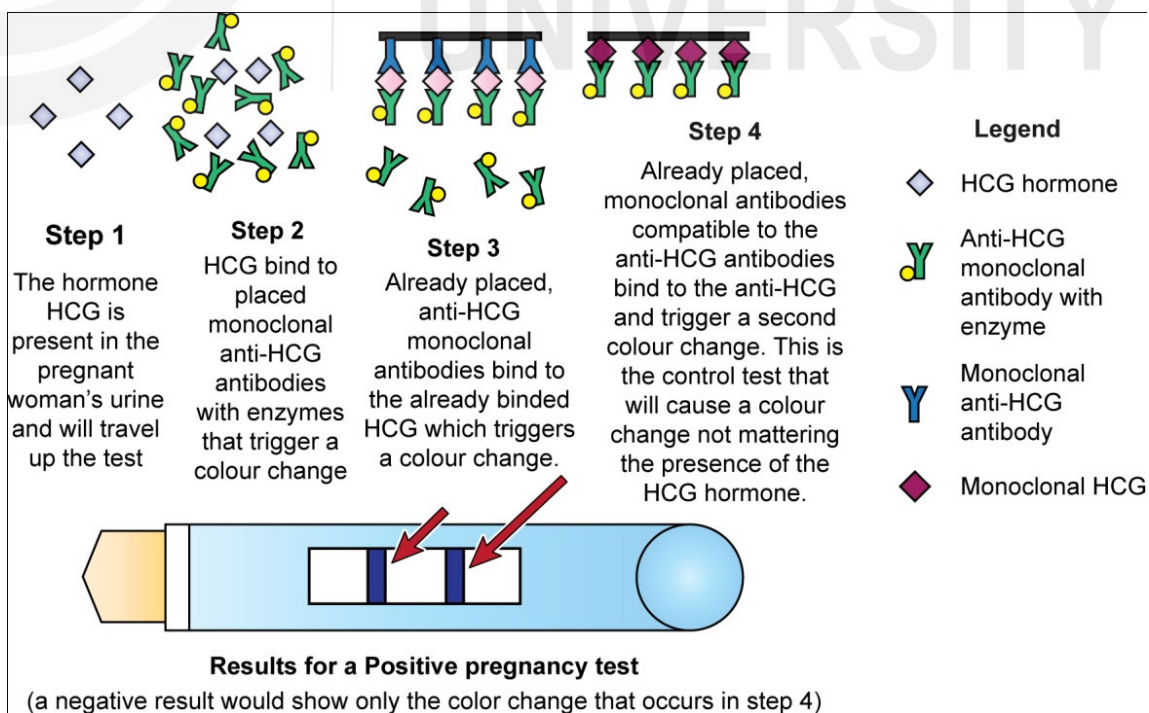 UNIVERSITY
Step 1
The hormone
HCG is
present in the
pregnant
woman's urine
and will travel
up the test
Step 2
HCG bind to
placed
monoclonal
anti-HCG
antibodies
with enzymes
that trigger a
colour change
Step 3
Already placed,
anti-HCG
monoclonal
antibodies bind to
the already binded
HCG which triggers
a colour change.
Step 4
Already placed,
monoclonal antibodies
compatible to the
anti-HCG antibodies
bind to the anti-HCG
and trigger a second
colour change. This is
the control test that
will cause a colour
change not mattering
the presence of the
HCG hormone.
Legend
HCG hormone
Anti-HCG
monoclonal
antibody with
enzyme
Monoclonal
anti-HCG
antibody
Monoclonal HCG
Results for a Positive pregnancy test
(a negative result would show only the color change that occurs in step 4)